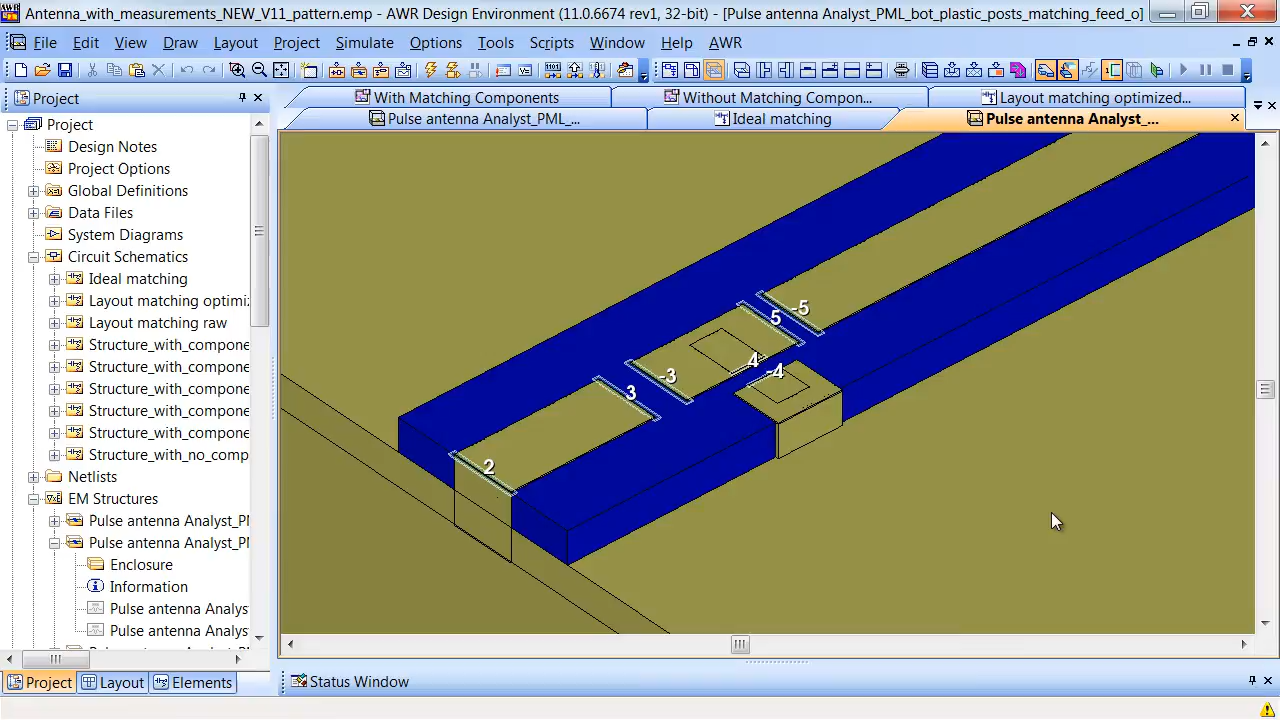 Antenna_with_measurements_NEW_V11_pattern.emp - AWR Design Environment (11.0.6674 rev1, 32-bit) - [Pulse antenna Analyst_PML_bot_plastic_posts_matching_feed_o]
File Edit View Draw Layout Project Simulate Options Tools Scripts Window Help AWR
Project
With Matching Components
Without Matching Compon...
Layout matching optimized...
Pulse antenna Analyst_PML_...
Ideal matching
Pulse antenna Analyst_...
Project
Design Notes
Project Options
Global Definitions
Data Files
System Diagrams
Circuit Schematics
Ideal matching
Layout matching optimi
Layout matching raw
Structure_with_compone
Structure_with_compone
Structure_with_compone
Structure_with_compone
Structure_with_compone
Structure_with_no_comp
Netlists
EM Structures
Pulse antenna Analyst_P
Pulse antenna Analyst_P
Enclosure
Information
Pulse antenna Analys
Pulse antenna Analys
-5
5
4
-4
-3
3
2
Project Layout Elements
Status Window